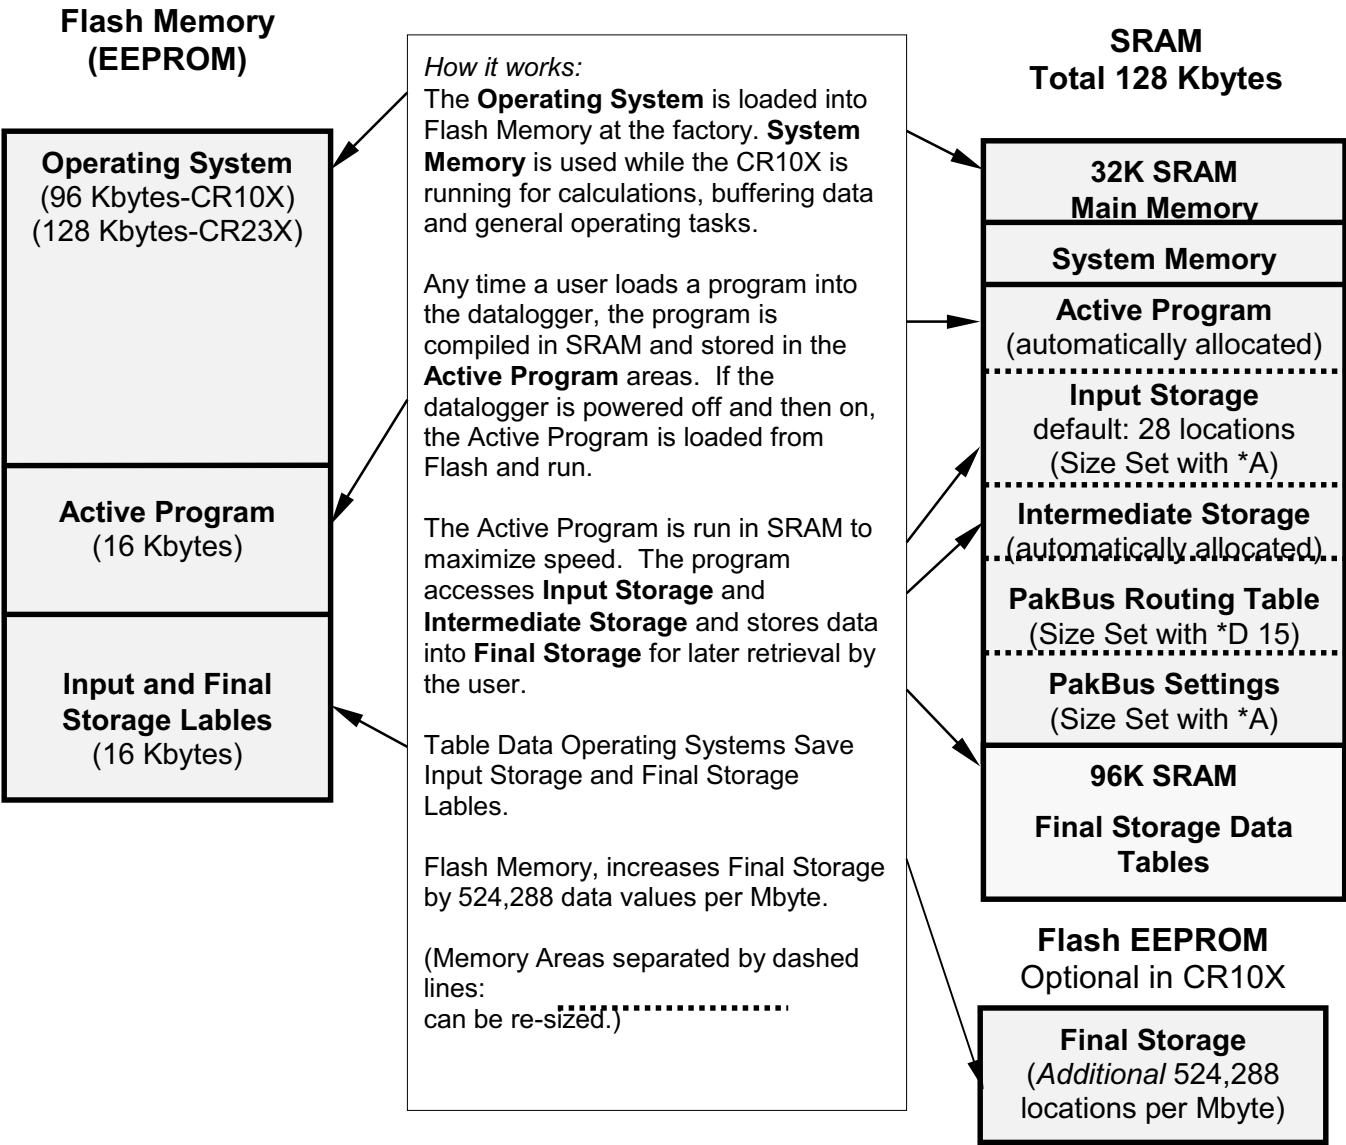 Flash Memory
(EEPROM)
Operating System
(96 Kbytes-CR10X)
(128 Kbytes-CR23X)
Active Program
(16 Kbytes)
Input and Final
Storage Lables
(16 Kbytes)
How it works:
The Operating System is loaded into
Flash Memory at the factory. System
Memory is used while the CR10X is
running for calculations, buffering data
and general operating tasks.
Any time a user loads a program into
the datalogger, the program is
compiled in SRAM and stored in the
Active Program areas. If the
datalogger is powered off and then on,
the Active Program is loaded from
Flash and run.
The Active Program is run in SRAM to
maximize speed. The program
accesses Input Storage and
Intermediate Storage and stores data
into Final Storage for later retrieval by
the user.
Table Data Operating Systems Save
Input Storage and Final Storage
Lables.
Flash Memory, increases Final Storage
by 524,288 data values per Mbyte.
(Memory Areas separated by dashed
lines:
can be re-sized.)
SRAM
Total 128 Kbytes
32K SRAM
Main Memory
System Memory
Active Program
(automatically allocated)
Input Storage
default: 28 locations
(Size Set with *A)
Intermediate Storage
(automatically allocated)
PakBus Routing Table
(Size Set with *D 15)
PakBus Settings
(Size Set with *A)
96K SRAM
Final Storage Data
Tables
Flash EEPROM
Optional in CR10X
Final Storage
(Additional 524,288
locations per Mbyte)